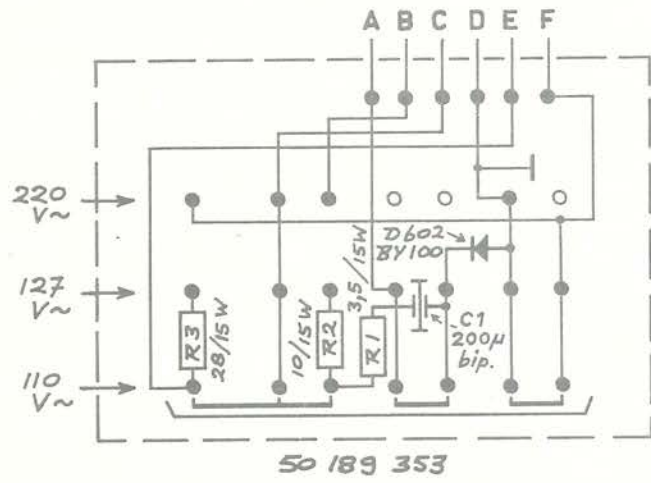 A B C D E F
220
V~
D602
BY100
127
V~
R3
28/15W
10/15W
R2
3,5/15W
R1
C1
200µ
bip.
110
V~
50 189 353